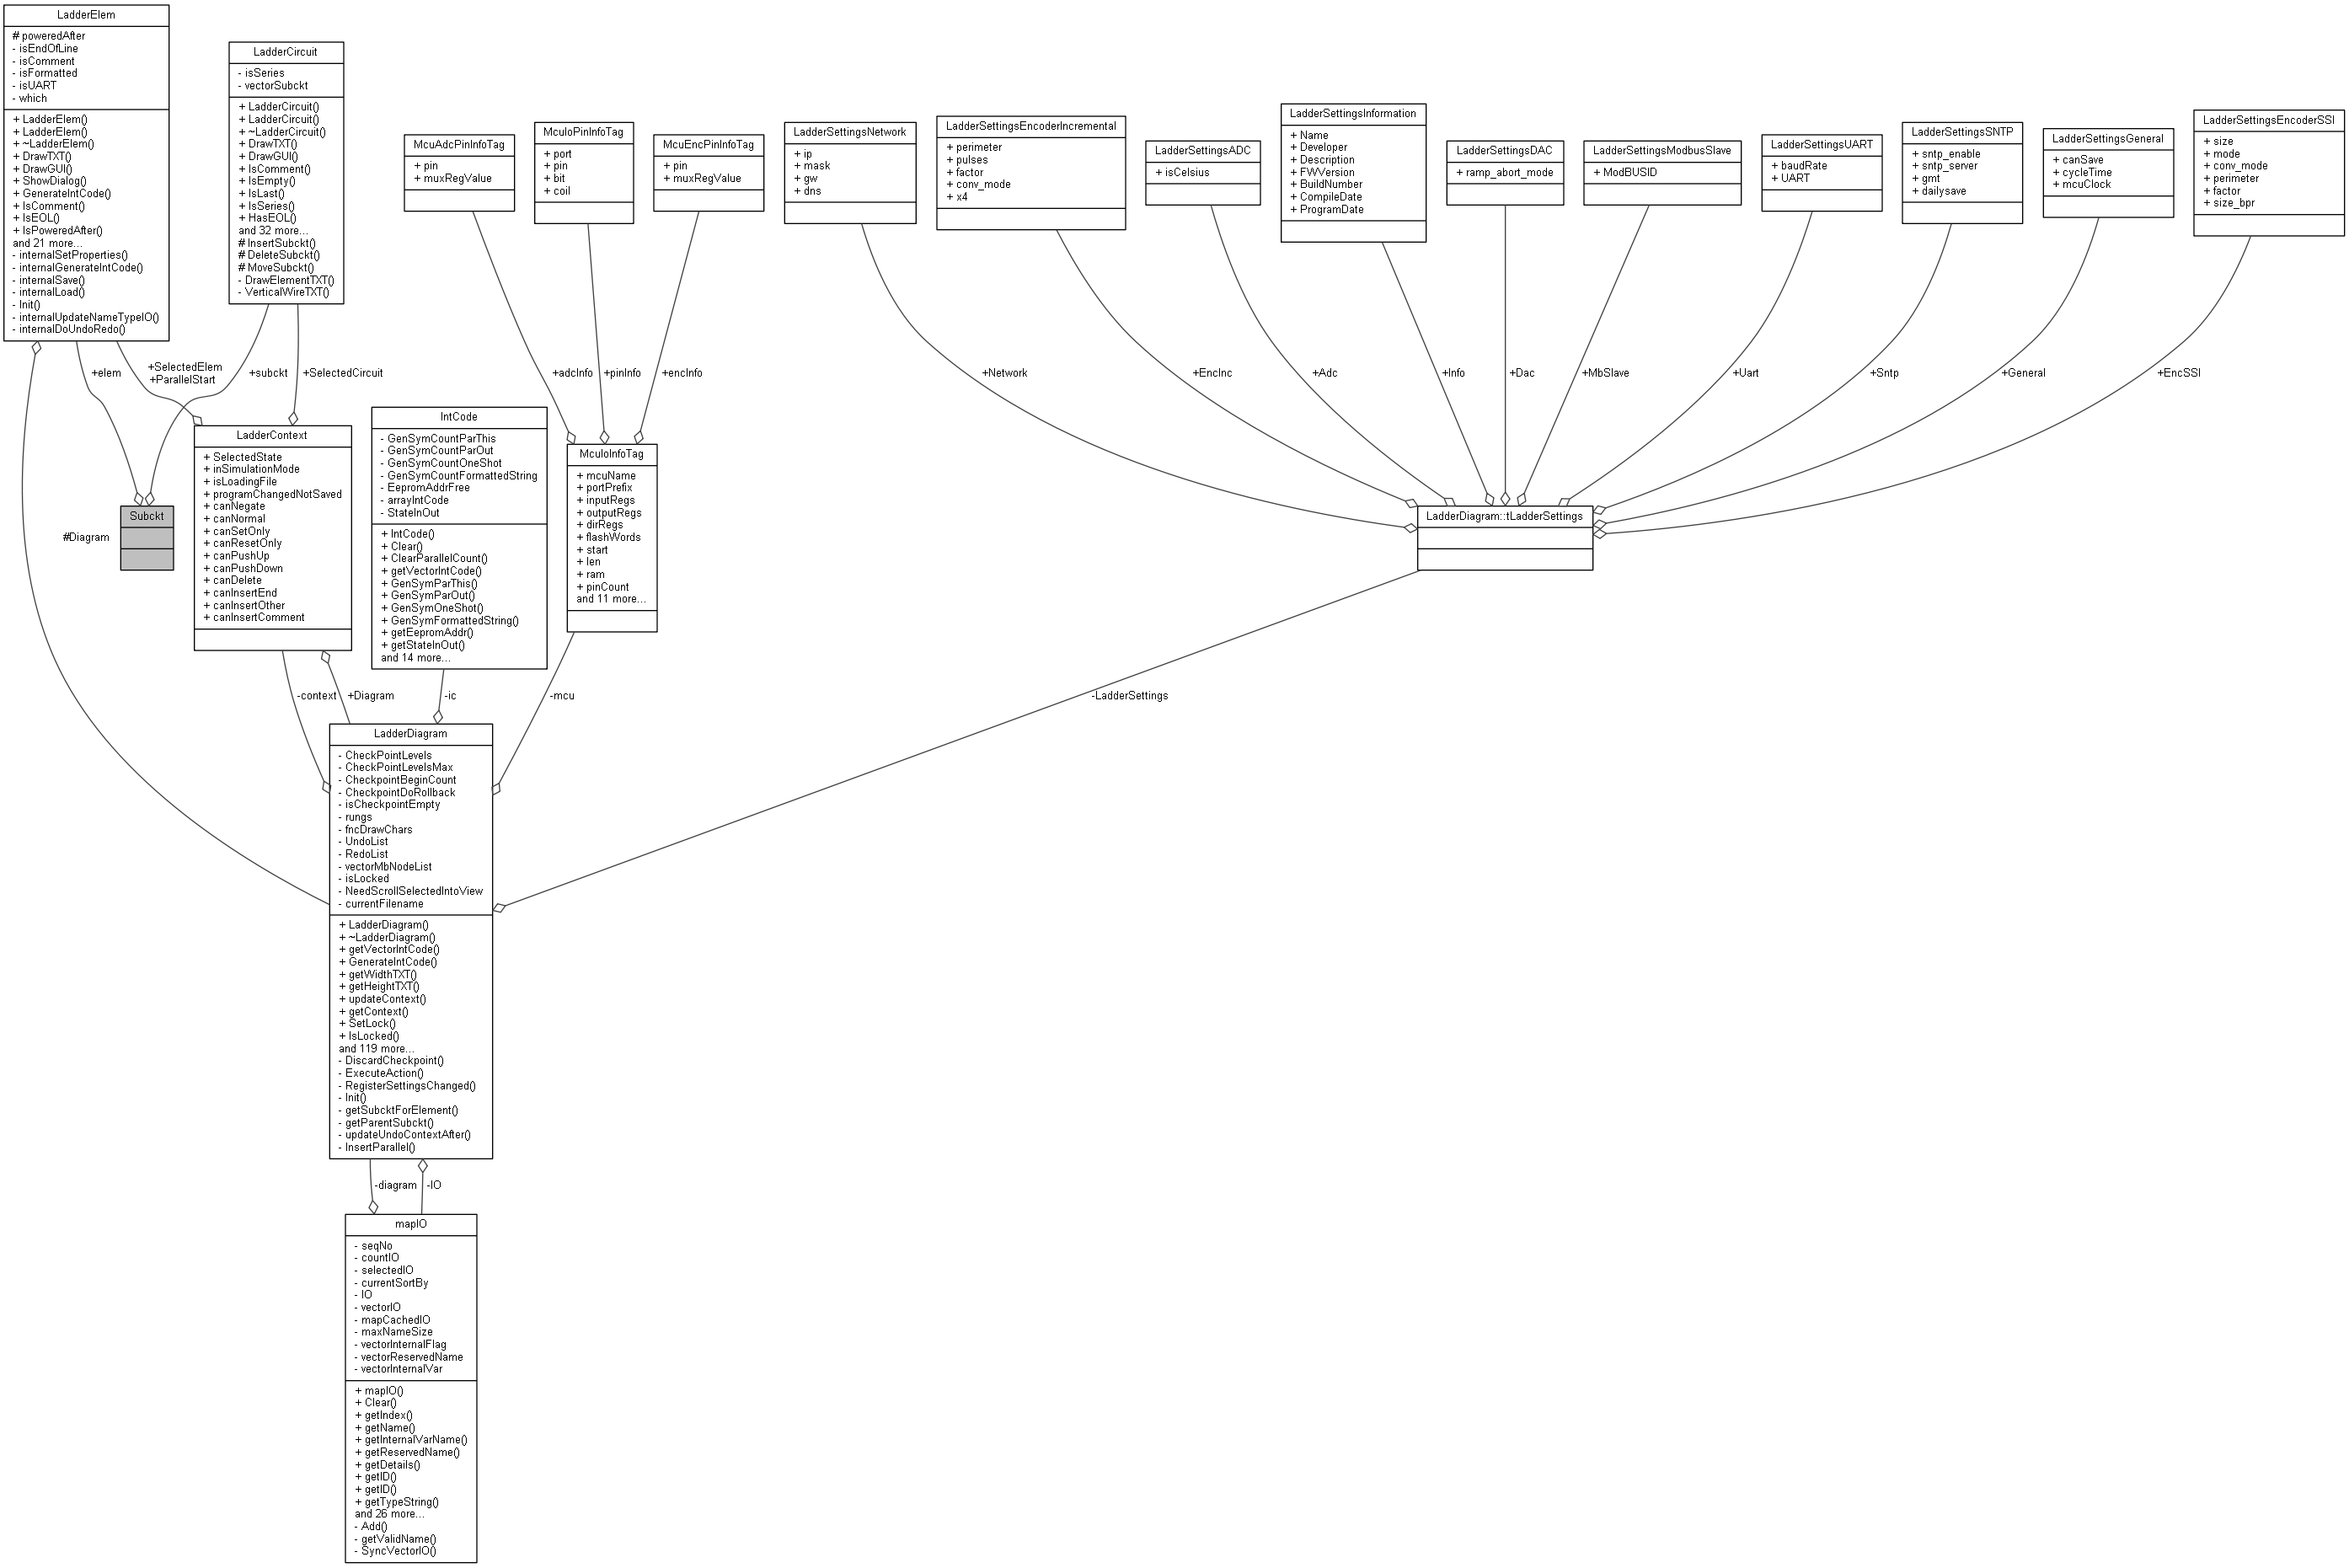 LadderElem
# poweredAfter
- isEndOfLine
- isComment
- isFormatted
- isUART
- which
+ LadderElem()
+ LadderElem()
+ ~LadderElem()
+ DrawTXT()
+ DrawGUI()
+ ShowDialog()
+ GenerateIntCode()
+ IsComment()
+ IsEOL()
+ IsPoweredAfter()
and 21 more...
- internalSetProperties()
- internalGenerateIntCode()
- internalSave()
- internalLoad()
- Init()
- internalUpdateNameTypeIO()
- internalDoUndoRedo()
LadderCircuit
- isSeries
- vectorSubckt
+ LadderCircuit()
+ LadderCircuit()
+ ~LadderCircuit()
+ DrawTXT()
+ DrawGUI()
+ IsComment()
+ IsEmpty()
+ IsLast()
+ IsSeries()
+ HasEOL()
and 32 more...
# InsertSubckt()
# DeleteSubckt()
# MoveSubckt()
- DrawElementTXT()
- VerticalWireTXT()
McuAdcPinInfoTag
+ pin
+ muxRegValue
McuIoPinInfoTag
+ port
+ pin
+ bit
+ coil
McuEncPinInfoTag
+ pin
+ muxRegValue
LadderSettingsNetwork
+ ip
+ mask
+ gw
+ dns
LadderSettingsEncoderIncremental
+ perimeter
+ pulses
+ factor
+ conv_mode
+ x4
LadderSettingsADC
+ isCelsius
LadderSettingsInformation
+ Name
+ Developer
+ Description
+ FWVersion
+ BuildNumber
+ CompileDate
+ ProgramDate
LadderSettingsDAC
+ ramp_abort_mode
LadderSettingsModbusSlave
+ ModBUSID
LadderSettingsUART
+ baudRate
+ UART
LadderSettingsSNTP
+ sntp_enable
+ sntp_server
+ gmt
+ dailysave
LadderSettingsGeneral
+ canSave
+ cycleTime
+ mcuClock
LadderSettingsEncoderSSI
+ size
+ mode
+ conv_mode
+ perimeter
+ factor
+ size_bpr
+elem
+SelectedElem
+ParallelStart
+subckt
+SelectedCircuit
+adcInfo
+pinInfo
+encInfo
+Network
+EncInc
+Adc
+Info
+Dac
+MbSlave
+Uart
+Sntp
+General
+EncSSI
LadderContext
+ SelectedState
+ inSimulationMode
+ isLoadingFile
+ programChangedNotSaved
+ canNegate
+ canNormal
+ canSetOnly
+ canResetOnly
+ canPushUp
+ canPushDown
+ canDelete
+ canInsertEnd
+ canInsertOther
+ canInsertComment
IntCode
- GenSymCountParThis
- GenSymCountParOut
- GenSymCountOneShot
- GenSymCountFormattedString
- EepromAddrFree
- arrayIntCode
- StateInOut
+ IntCode()
+ Clear()
+ ClearParallelCount()
+ getVectorIntCode()
+ GenSymParThis()
+ GenSymParOut()
+ GenSymOneShot()
+ GenSymFormattedString()
+ getEepromAddr()
+ getStateInOut()
and 14 more...
McuIoInfoTag
+ mcuName
+ portPrefix
+ inputRegs
+ outputRegs
+ dirRegs
+ flashWords
+ start
+ len
+ ram
+ pinCount
and 11 more...
Subckt
#Diagram
LadderDiagram::tLadderSettings
-context
+Diagram
-ic
-mcu
-LadderSettings
LadderDiagram
- CheckPointLevels
- CheckPointLevelsMax
- CheckpointBeginCount
- CheckpointDoRollback
- isCheckpointEmpty
- rungs
- fncDrawChars
- UndoList
- RedoList
- vectorMbNodeList
- isLocked
- NeedScrollSelectedIntoView
- currentFilename
+ LadderDiagram()
+ ~LadderDiagram()
+ getVectorIntCode()
+ GenerateIntCode()
+ getWidthTXT()
+ getHeightTXT()
+ updateContext()
+ getContext()
+ SetLock()
+ IsLocked()
and 119 more...
- DiscardCheckpoint()
- ExecuteAction()
- RegisterSettingsChanged()
- Init()
- getSubcktForElement()
- getParentSubckt()
- updateUndoContextAfter()
- InsertParallel()
-diagram
-IO
mapIO
- seqNo
- countIO
- selectedIO
- currentSortBy
- IO
- vectorIO
- mapCachedIO
- maxNameSize
- vectorInternalFlag
- vectorReservedName
- vectorInternalVar
+ mapIO()
+ Clear()
+ getIndex()
+ getName()
+ getInternalVarName()
+ getReservedName()
+ getDetails()
+ getID()
+ getID()
+ getTypeString()
and 26 more...
- Add()
- getValidName()
- SyncVectorIO()